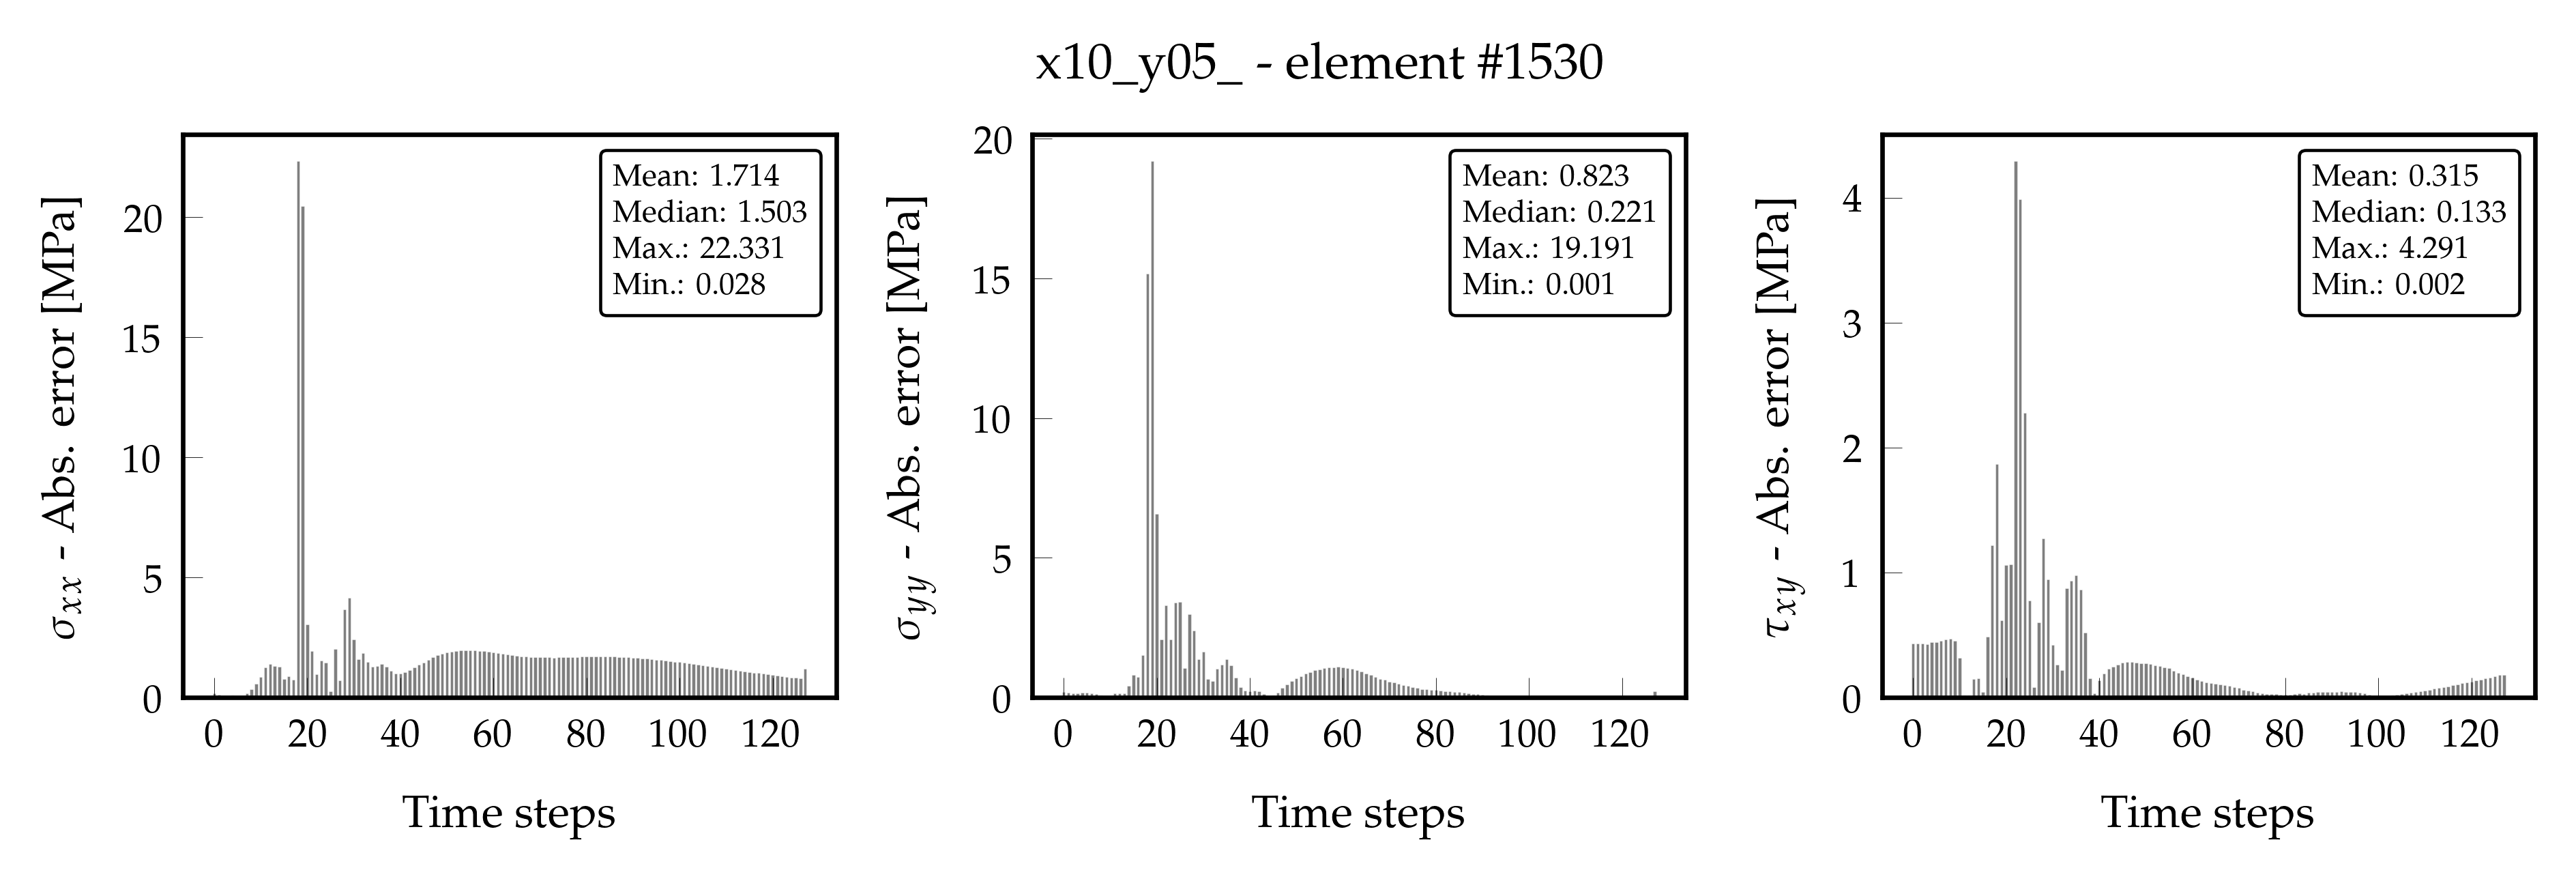 x10_y05_ - element #1530
σxx - Abs. error [MPa]
20
15
10
5
0
Mean: 1.714
Median: 1.503
Max.: 22.331
Min.: 0.028
0 20 40 60 80 100 120
Time steps
σyy - Abs. error [MPa]
20
15
10
5
0
Mean: 0.823
Median: 0.221
Max.: 19.191
Min.: 0.001
0 20 40 60 80 100 120
Time steps
τxy - Abs. error [MPa]
4
3
2
1
0
Mean: 0.315
Median: 0.133
Max.: 4.291
Min.: 0.002
0 20 40 60 80 100 120
Time steps